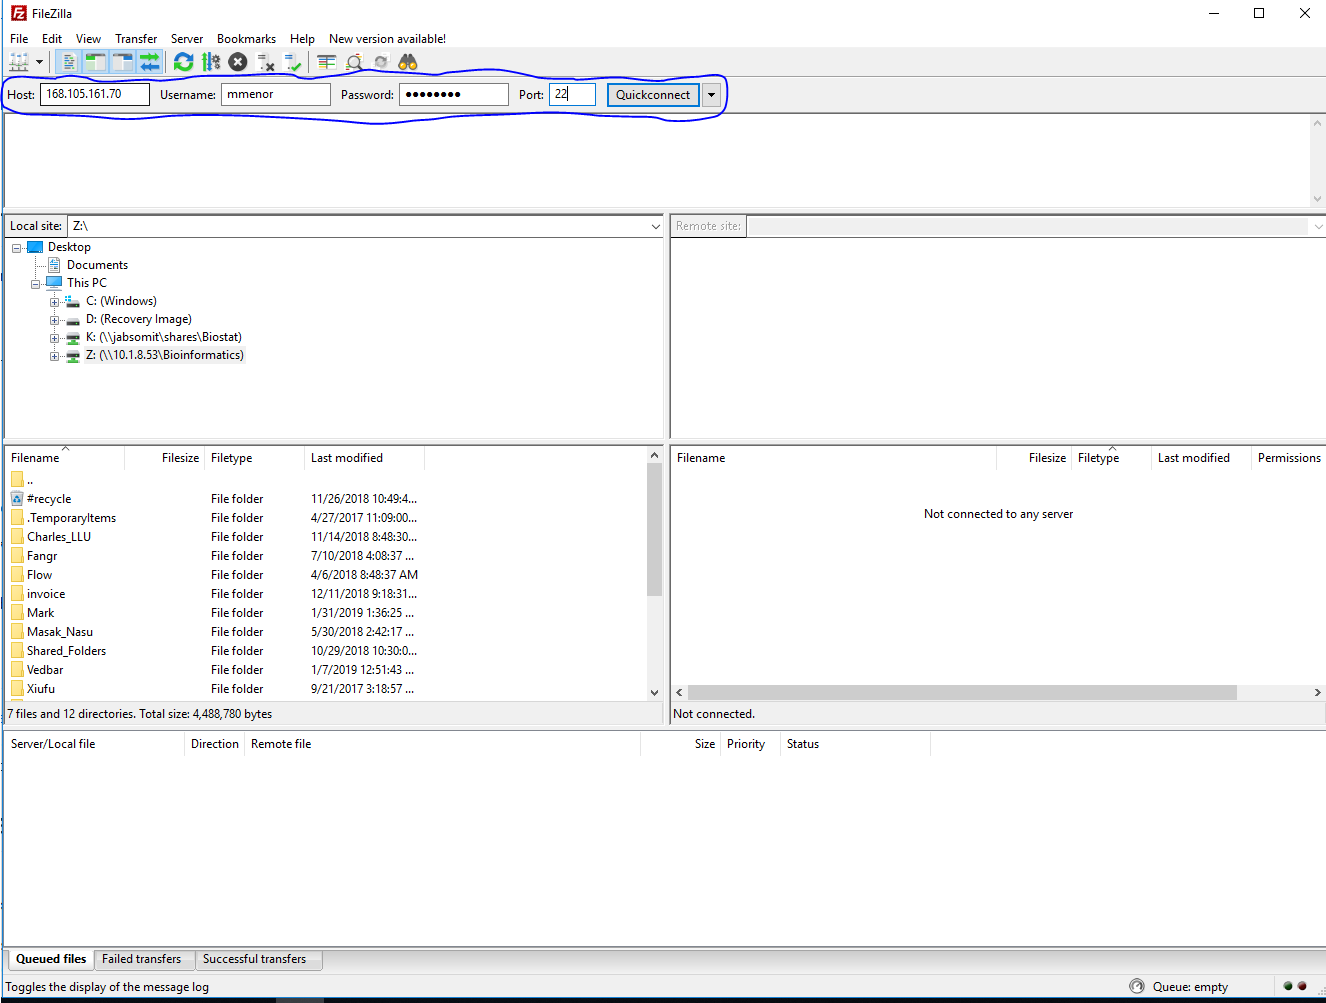 FileZilla
File Edit View Transfer Server Bookmarks Help New version available!
Host: 168.105.161.70 Username: mmenor Password: ●●●●●●●● Port: 22 Quickconnect
Local site: Z:\
Desktop
Documents
This PC
C: (Windows)
D: (Recovery Image)
K: (\\jabsomit\shares\Biostat)
Z: (\\10.1.8.53\Bioinformatics)
Remote site:
Filename Filesize Filetype Last modified
..
#recycle File folder 11/26/2018 10:49:4...
.TemporaryItems File folder 4/27/2017 11:09:00...
Charles_LLU File folder 11/14/2018 8:48:30...
Fangr File folder 7/10/2018 4:08:37 ...
Flow File folder 4/6/2018 8:48:37 AM
invoice File folder 12/11/2018 9:18:31...
Mark File folder 1/31/2019 1:36:25 ...
Masak_Nasu File folder 5/30/2018 2:42:17 ...
Shared_Folders File folder 10/29/2018 10:30:0...
Vedbar File folder 1/7/2019 12:51:43 ...
Xiufu File folder 9/21/2017 3:18:57 ...
7 files and 12 directories. Total size: 4,488,780 bytes
Filename Filesize Filetype Last modified Permissions
Not connected to any server
Not connected.
Server/Local file Direction Remote file Size Priority Status
Queued files Failed transfers Successful transfers
Toggles the display of the message log Queue: empty